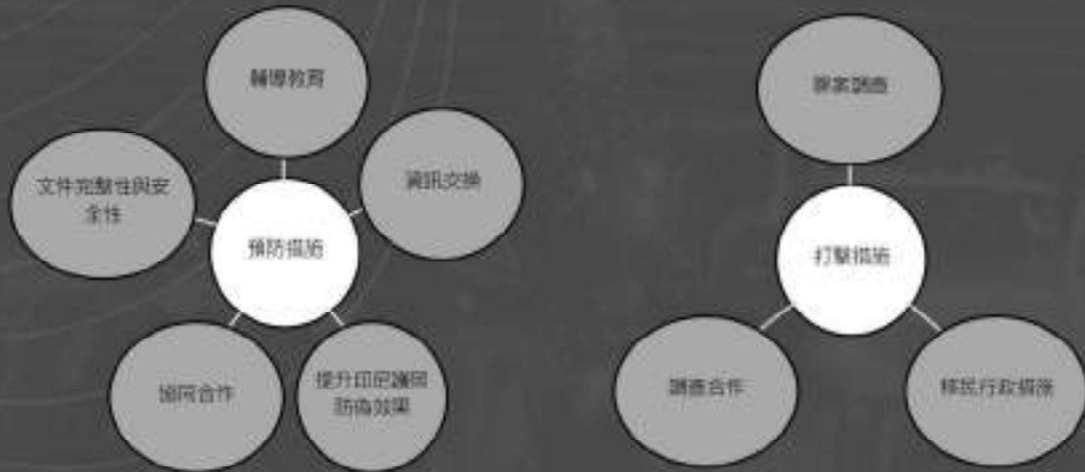 輔導教育
資訊交換
文件完整性與安
全性
預防措施
協同合作
提升印尼護照
防偽效果
專案調查
打擊措施
調查合作
移民行政措施